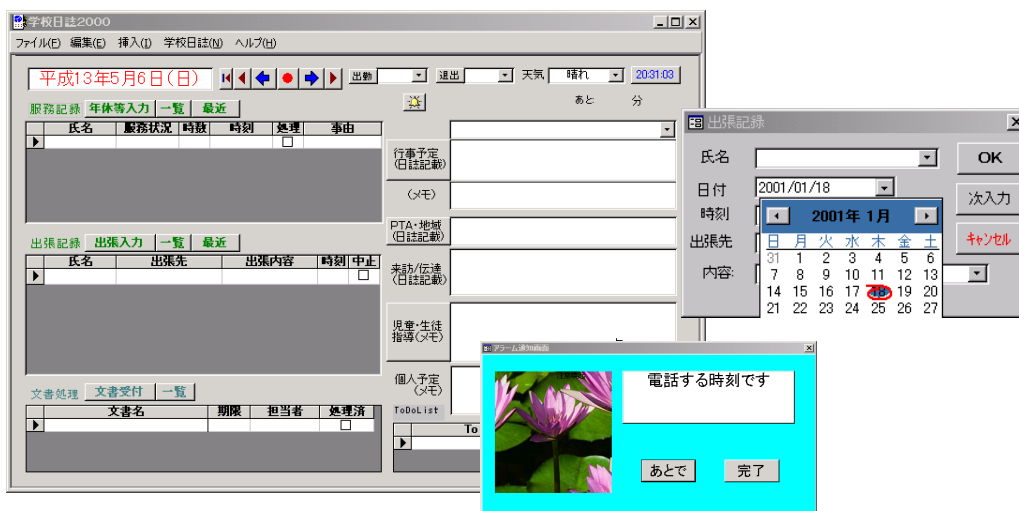 学校日誌2000
ファイル(F) 編集(E) 挿入(I) 学校日誌(N) ヘルプ(H)
平成13年5月6日(日)
出勤 退出 天気 晴れ 20:31:03
あと 分
服務記録 年休等入力 一覧 最近
氏名 服務状況 時数 時刻 処理 事由
行事予定
(日誌記載)
(メモ)
PTA・地域
(日誌記載)
出張記録 出張入力 一覧 最近
氏名 出張先 出張内容 時刻 中止
来訪/伝達
(日誌記載)
児童・生徒
指導(メモ)
個人予定
(メモ)
文書処理 文書受付 一覧
文書名 期限 担当者 処理済
ToDoList
To
出張記録
氏名
OK
日付 2001/01/18
次入力
時刻
出張先
キャンセル
内容:
2001年 1月
日 月 火 水 木 金 土
31 1 2 3 4 5 6
7 8 9 10 11 12 13
14 15 16 17 18 19 20
21 22 23 24 25 26 27
アラーム通知画面
電話する時刻です
あとで 完了